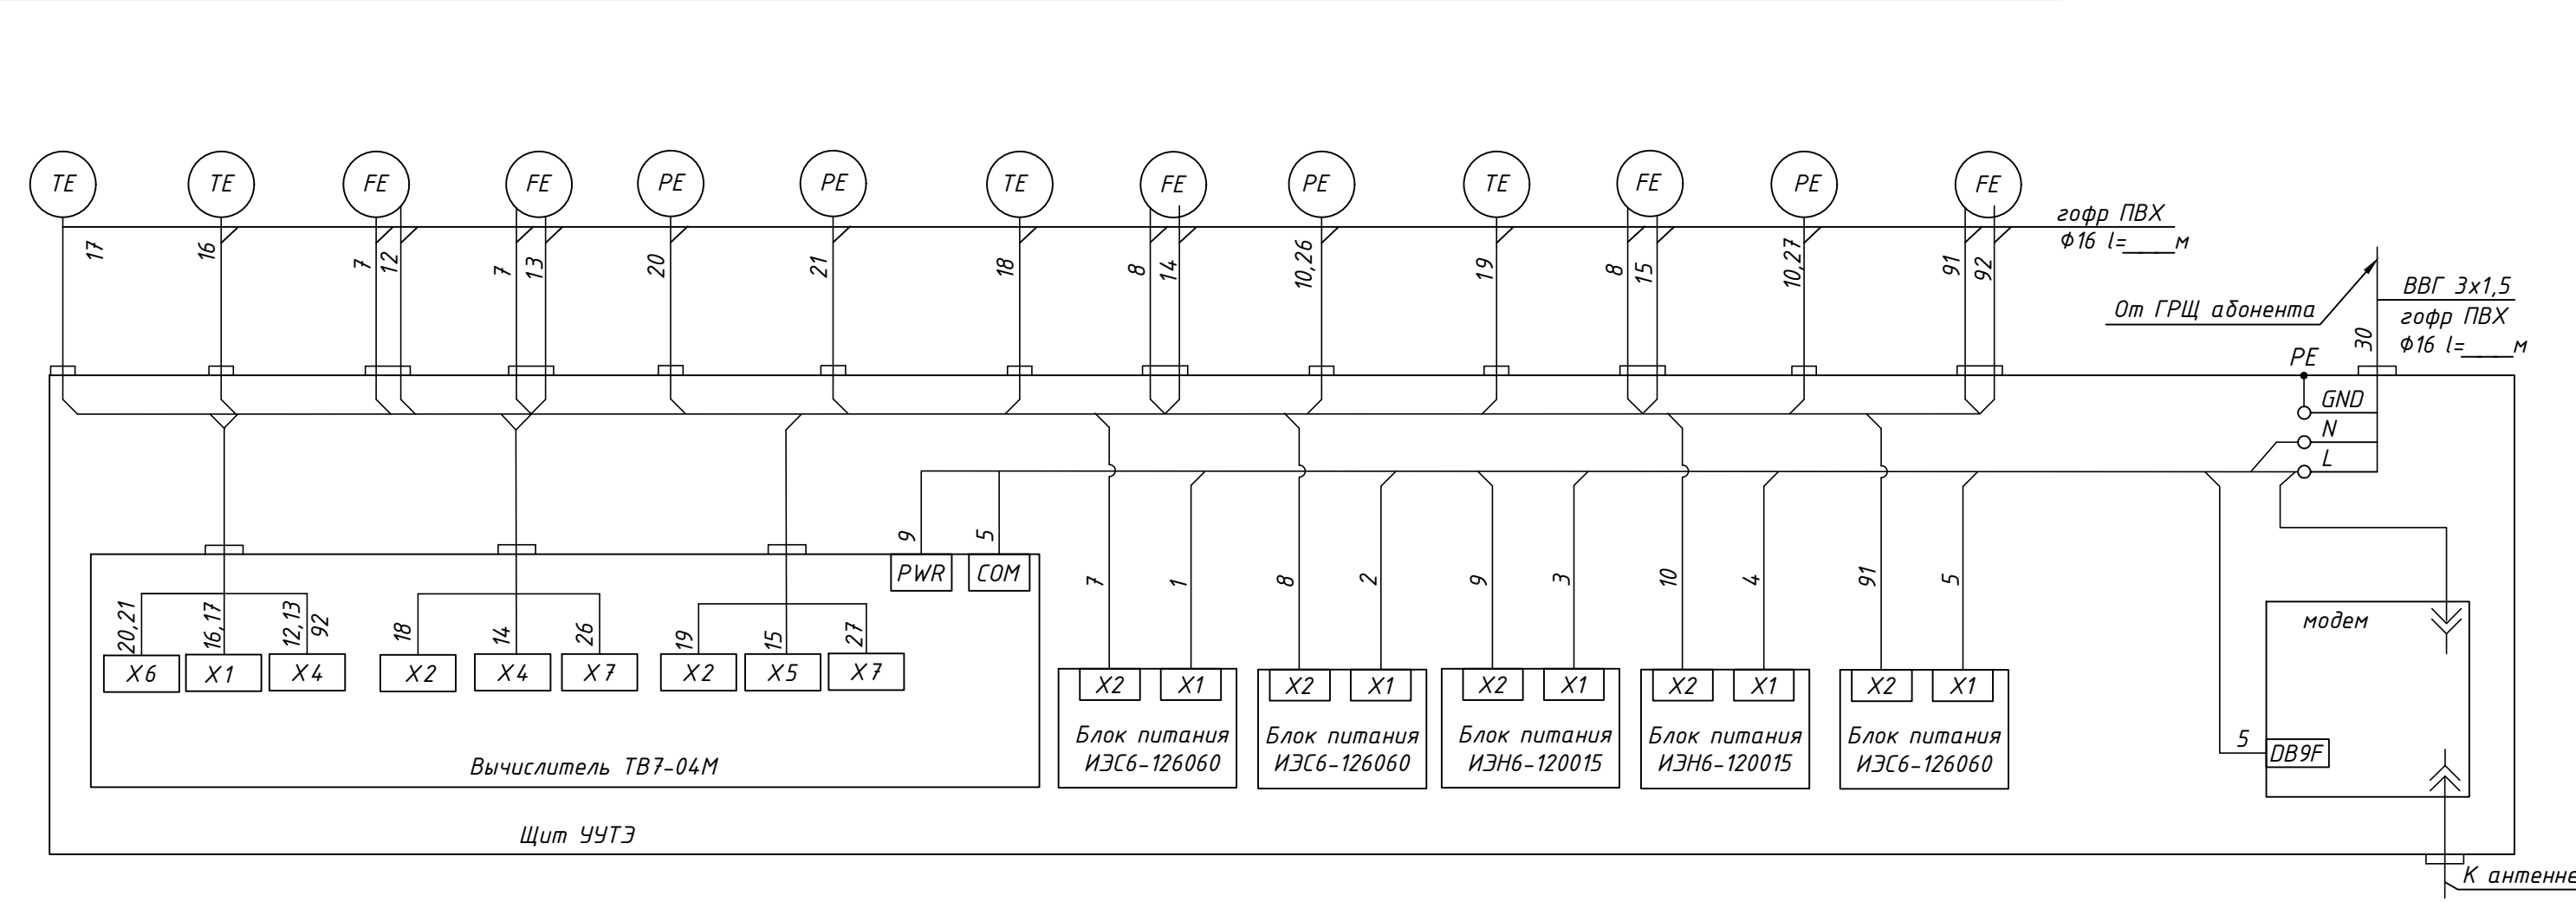 TE TE FE FE PE PE TE FE PE TE FE PE FE
гофр ПВХ
Ф16 l=____м
17 16 7 12 7 13 20 21 18 8 14 10,26 19 8 15 10,27 91 92
От ГРЩ абонента
ВВГ 3х1,5
гофр ПВХ
Ф16 l=____м
30
PE
GND
N
L
9 5
PWR COM
7 1 8 2 9 3 10 4 91 5
20,21 16,17 12,13 92 18 14 26 19 15 27
X6 X1 X4 X2 X4 X7 X2 X5 X7
Вычислитель ТВ7-04М
X2 X1 X2 X1 X2 X1 X2 X1 X2 X1
Блок питания
ИЭС6-126060
Блок питания
ИЭС6-126060
Блок питания
ИЭН6-120015
Блок питания
ИЭН6-120015
Блок питания
ИЭС6-126060
модем
5
DB9F
Щит УУТЭ
К антенне